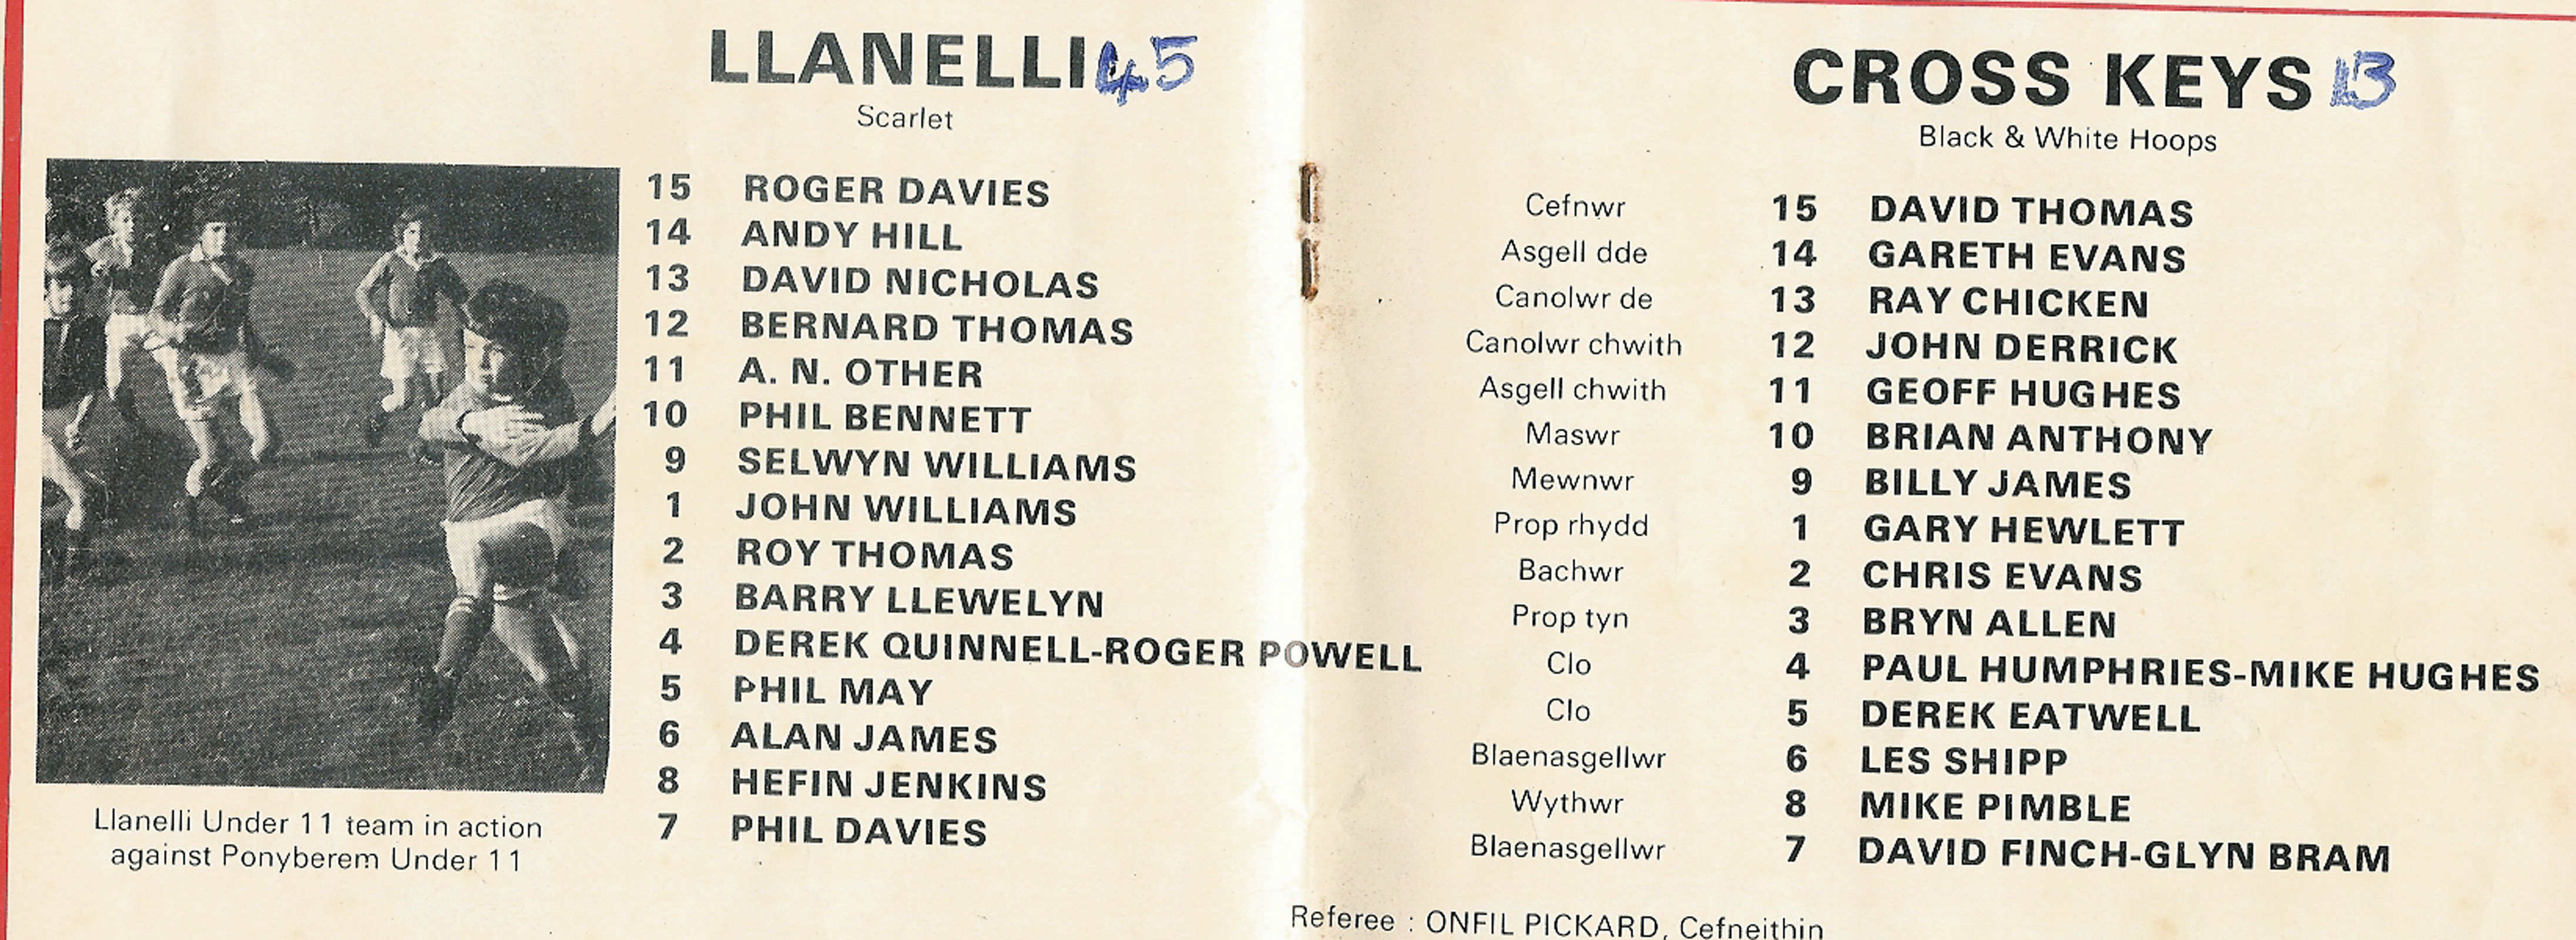 LLANELLI 45
Scarlet
15 ROGER DAVIES
14 ANDY HILL
13 DAVID NICHOLAS
12 BERNARD THOMAS
11 A. N. OTHER
10 PHIL BENNETT
9 SELWYN WILLIAMS
1 JOHN WILLIAMS
2 ROY THOMAS
3 BARRY LLEWELYN
4 DEREK QUINNELL-ROGER POWELL
5 PHIL MAY
6 ALAN JAMES
8 HEFIN JENKINS
7 PHIL DAVIES
Llanelli Under 11 team in action
against Ponyberem Under 11
CROSS KEYS 13
Black & White Hoops
Cefnwr 15 DAVID THOMAS
Asgell dde 14 GARETH EVANS
Canolwr de 13 RAY CHICKEN
Canolwr chwith 12 JOHN DERRICK
Asgell chwith 11 GEOFF HUGHES
Maswr 10 BRIAN ANTHONY
Mewnwr 9 BILLY JAMES
Prop rhydd 1 GARY HEWLETT
Bachwr 2 CHRIS EVANS
Prop tyn 3 BRYN ALLEN
Clo 4 PAUL HUMPHRIES-MIKE HUGHES
Clo 5 DEREK EATWELL
Blaenasgellwr 6 LES SHIPP
Wythwr 8 MIKE PIMBLE
Blaenasgellwr 7 DAVID FINCH-GLYN BRAM
Referee : ONFIL PICKARD, Cefneithin